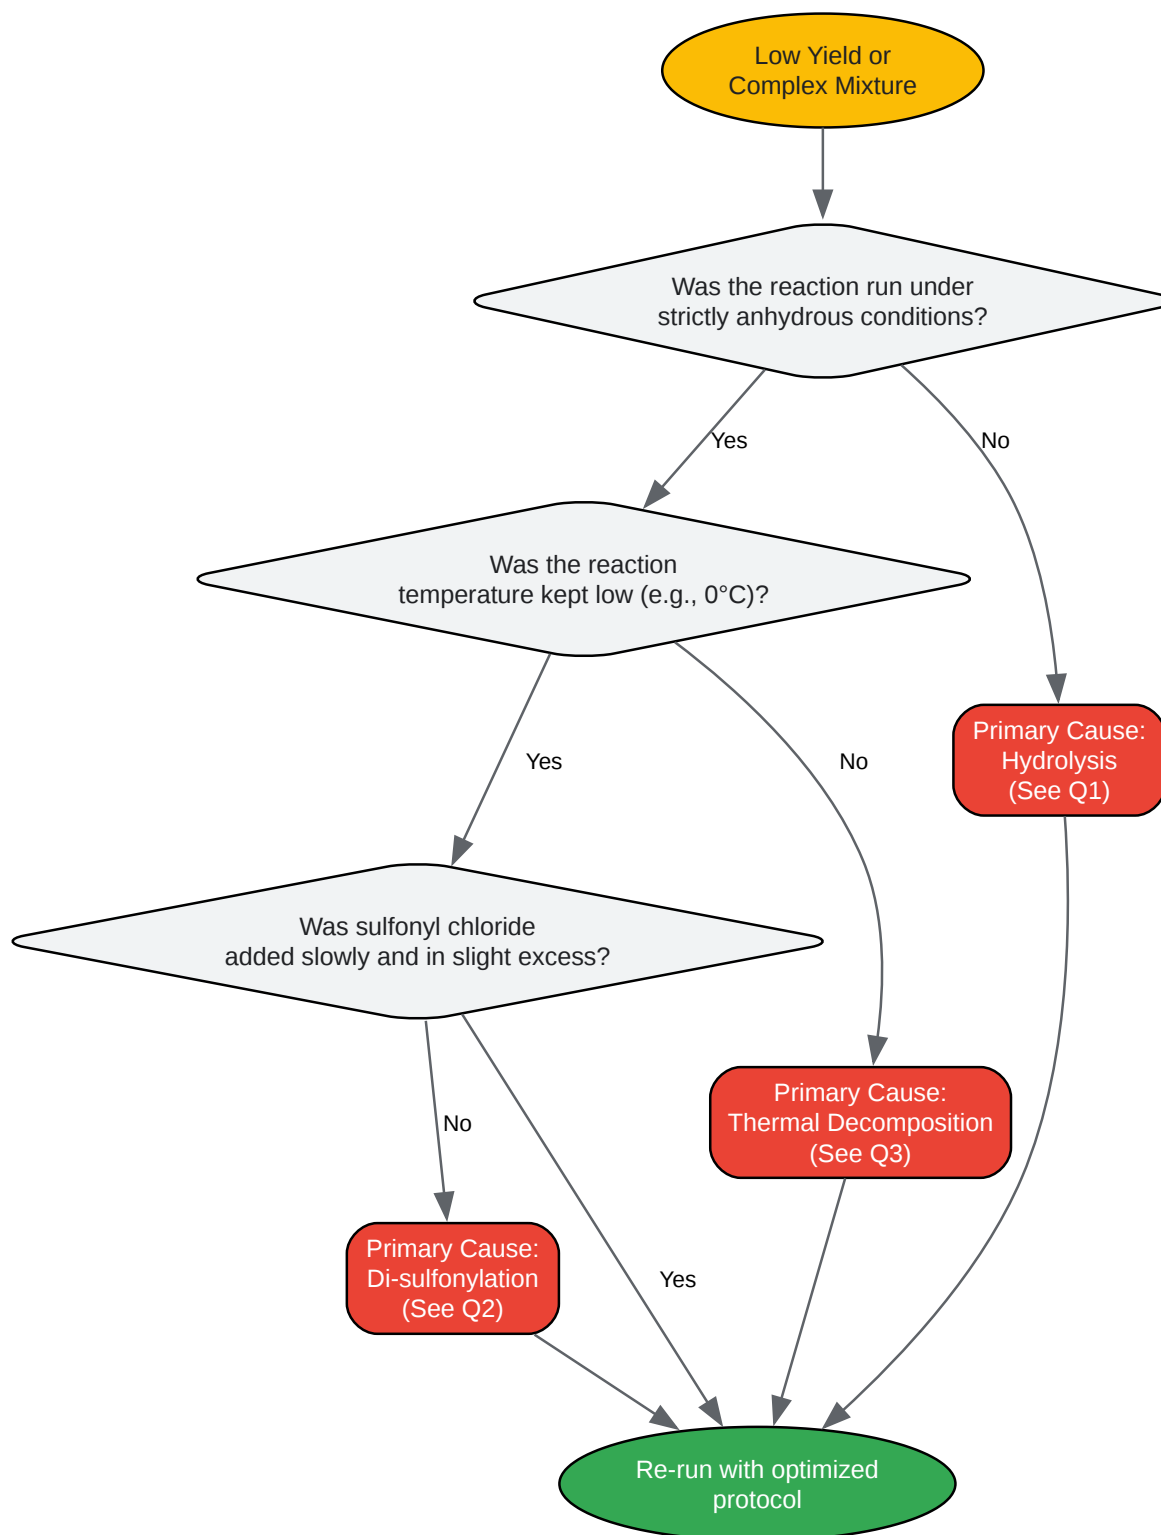 Low Yield or
Complex Mixture
Was the reaction run under
strictly anhydrous conditions?
Yes
No
Was the reaction
temperature kept low (e.g., 0°C)?
Primary Cause:
Hydrolysis
(See Q1)
Yes
No
Was sulfonyl chloride
added slowly and in slight excess?
Primary Cause:
Thermal Decomposition
(See Q3)
No
Primary Cause:
Di-sulfonylation
(See Q2)
Yes
Re-run with optimized
protocol